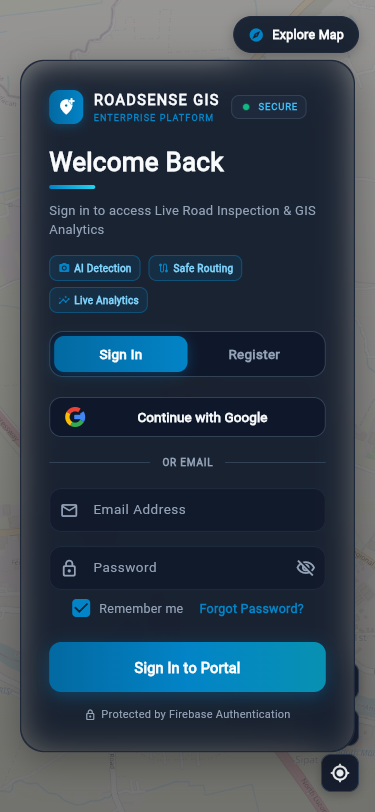 Explore Map
ROADSENSE GIS
ENTERPRISE PLATFORM
SECURE
Welcome Back
Sign in to access Live Road Inspection & GIS
Analytics
AI Detection
Safe Routing
Live Analytics
Sign In
Register
Continue with Google
OR EMAIL
Email Address
Password
Remember me
Forgot Password?
Sign In to Portal
Protected by Firebase Authentication